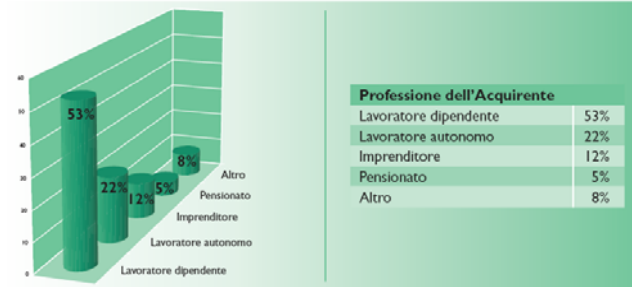 60
50
40
30
20
10
0
53%
22%
12%
5%
8%
Altro
Pensionato
Imprenditore
Lavoratore autonomo
Lavoratore dipendente
Professione dell'Acquirente
Lavoratore dipendente 53%
Lavoratore autonomo 22%
Imprenditore 12%
Pensionato 5%
Altro 8%